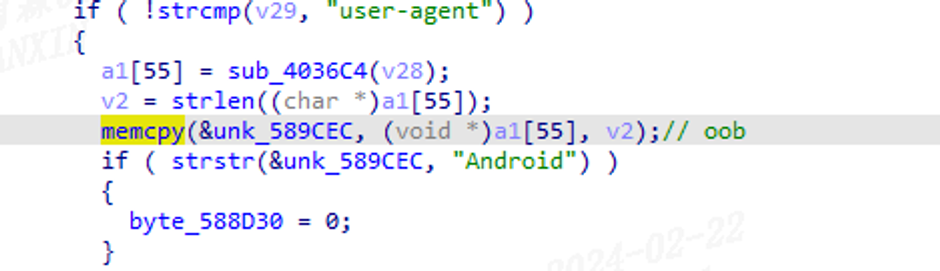 if ( !strcmp(v29, "user-agent") )
{
a1[55] = sub_4036C4(v28);
v2 = strlen((char *)a1[55]);
memcpy(&unk_589CEC, (void *)a1[55], v2);// oob
if ( strstr(&unk_589CEC, "Android") )
{
byte_588D30 = 0;
}
2024-02-22